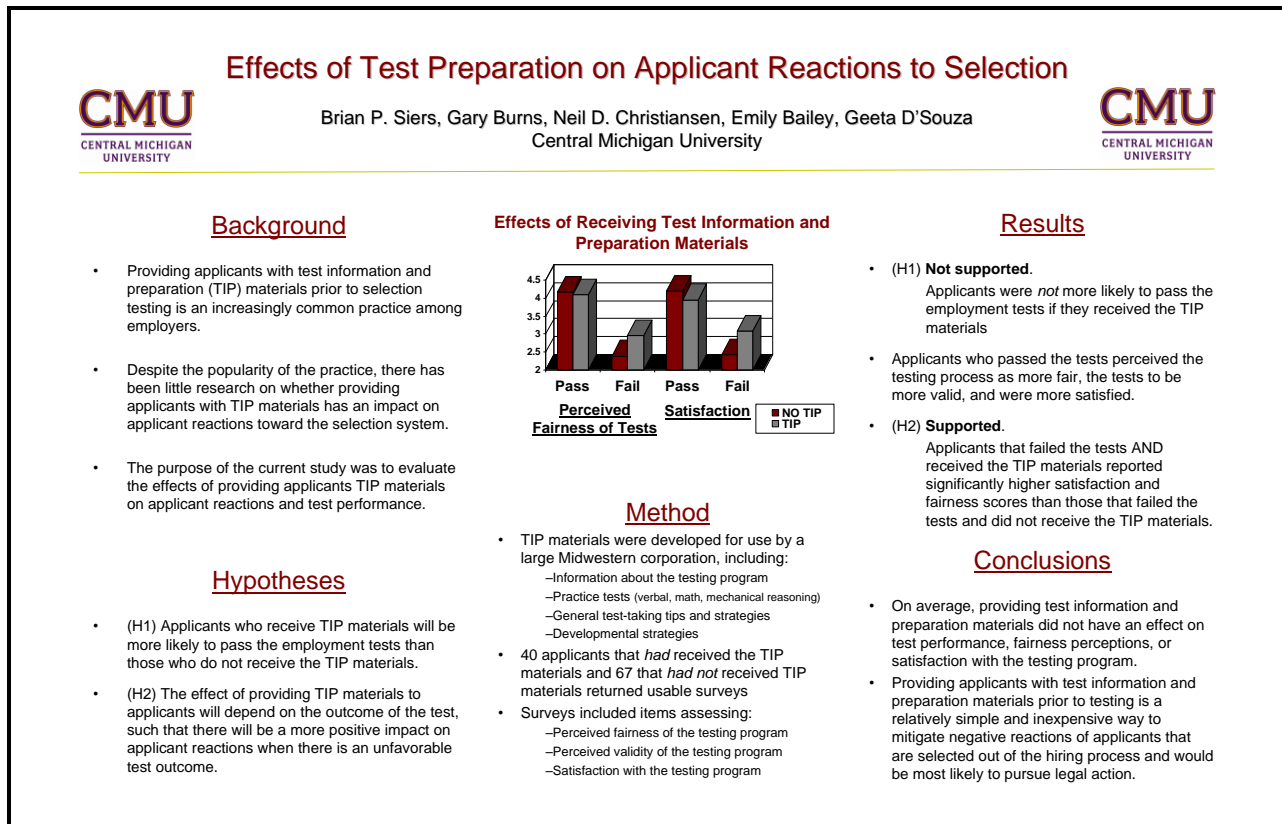 Effects of Test Preparation on Applicant Reactions to Selection
CMU
CENTRAL MICHIGAN
UNIVERSITY
Brian P. Siers, Gary Burns, Neil D. Christiansen, Emily Bailey, Geeta D'Souza
Central Michigan University
CMU
CENTRAL MICHIGAN
UNIVERSITY
Background
• Providing applicants with test information and
preparation (TIP) materials prior to selection
testing is an increasingly common practice among
employers.
• Despite the popularity of the practice, there has
been little research on whether providing
applicants with TIP materials has an impact on
applicant reactions toward the selection system.
• The purpose of the current study was to evaluate
the effects of providing applicants TIP materials
on applicant reactions and test performance.
Hypotheses
• (H1) Applicants who receive TIP materials will be
more likely to pass the employment tests than
those who do not receive the TIP materials.
• (H2) The effect of providing TIP materials to
applicants will depend on the outcome of the test,
such that there will be a more positive impact on
applicant reactions when there is an unfavorable
test outcome.
Effects of Receiving Test Information and
Preparation Materials
4.5
4
3.5
3
2.5
2
Pass Fail Pass Fail
Perceived Satisfaction
Fairness of Tests
NO TIP
TIP
Method
• TIP materials were developed for use by a
large Midwestern corporation, including:
–Information about the testing program
–Practice tests (verbal, math, mechanical reasoning)
–General test-taking tips and strategies
–Developmental strategies
• 40 applicants that had received the TIP
materials and 67 that had not received TIP
materials returned usable surveys
• Surveys included items assessing:
–Perceived fairness of the testing program
–Perceived validity of the testing program
–Satisfaction with the testing program
Results
• (H1) Not supported.
Applicants were not more likely to pass the
employment tests if they received the TIP
materials
• Applicants who passed the tests perceived the
testing process as more fair, the tests to be
more valid, and were more satisfied.
• (H2) Supported.
Applicants that failed the tests AND
received the TIP materials reported
significantly higher satisfaction and
fairness scores than those that failed the
tests and did not receive the TIP materials.
Conclusions
• On average, providing test information and
preparation materials did not have an effect on
test performance, fairness perceptions, or
satisfaction with the testing program.
• Providing applicants with test information and
preparation materials prior to testing is a
relatively simple and inexpensive way to
mitigate negative reactions of applicants that
are selected out of the hiring process and would
be most likely to pursue legal action.